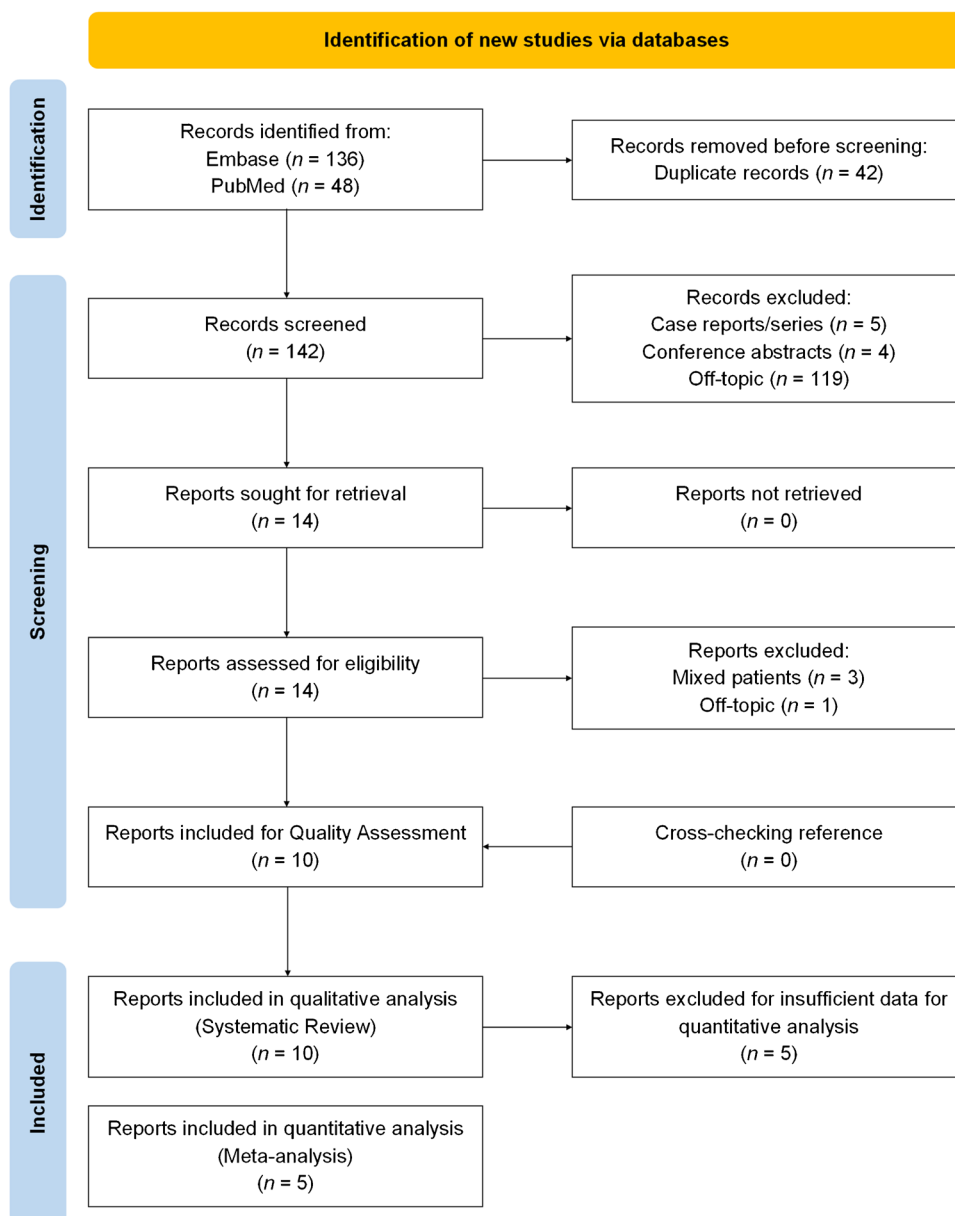 Identification of new studies via databases
Identification
Records identified from:
Embase (n = 136)
PubMed (n = 48)
Records removed before screening:
Duplicate records (n = 42)
Screening
Records screened
(n = 142)
Records excluded:
Case reports/series (n = 5)
Conference abstracts (n = 4)
Off-topic (n = 119)
Reports sought for retrieval
(n = 14)
Reports not retrieved
(n = 0)
Reports assessed for eligibility
(n = 14)
Reports excluded:
Mixed patients (n = 3)
Off-topic (n = 1)
Reports included for Quality Assessment
(n = 10)
Cross-checking reference
(n = 0)
Included
Reports included in qualitative analysis
(Systematic Review)
(n = 10)
Reports excluded for insufficient data for
quantitative analysis
(n = 5)
Reports included in quantitative analysis
(Meta-analysis)
(n = 5)